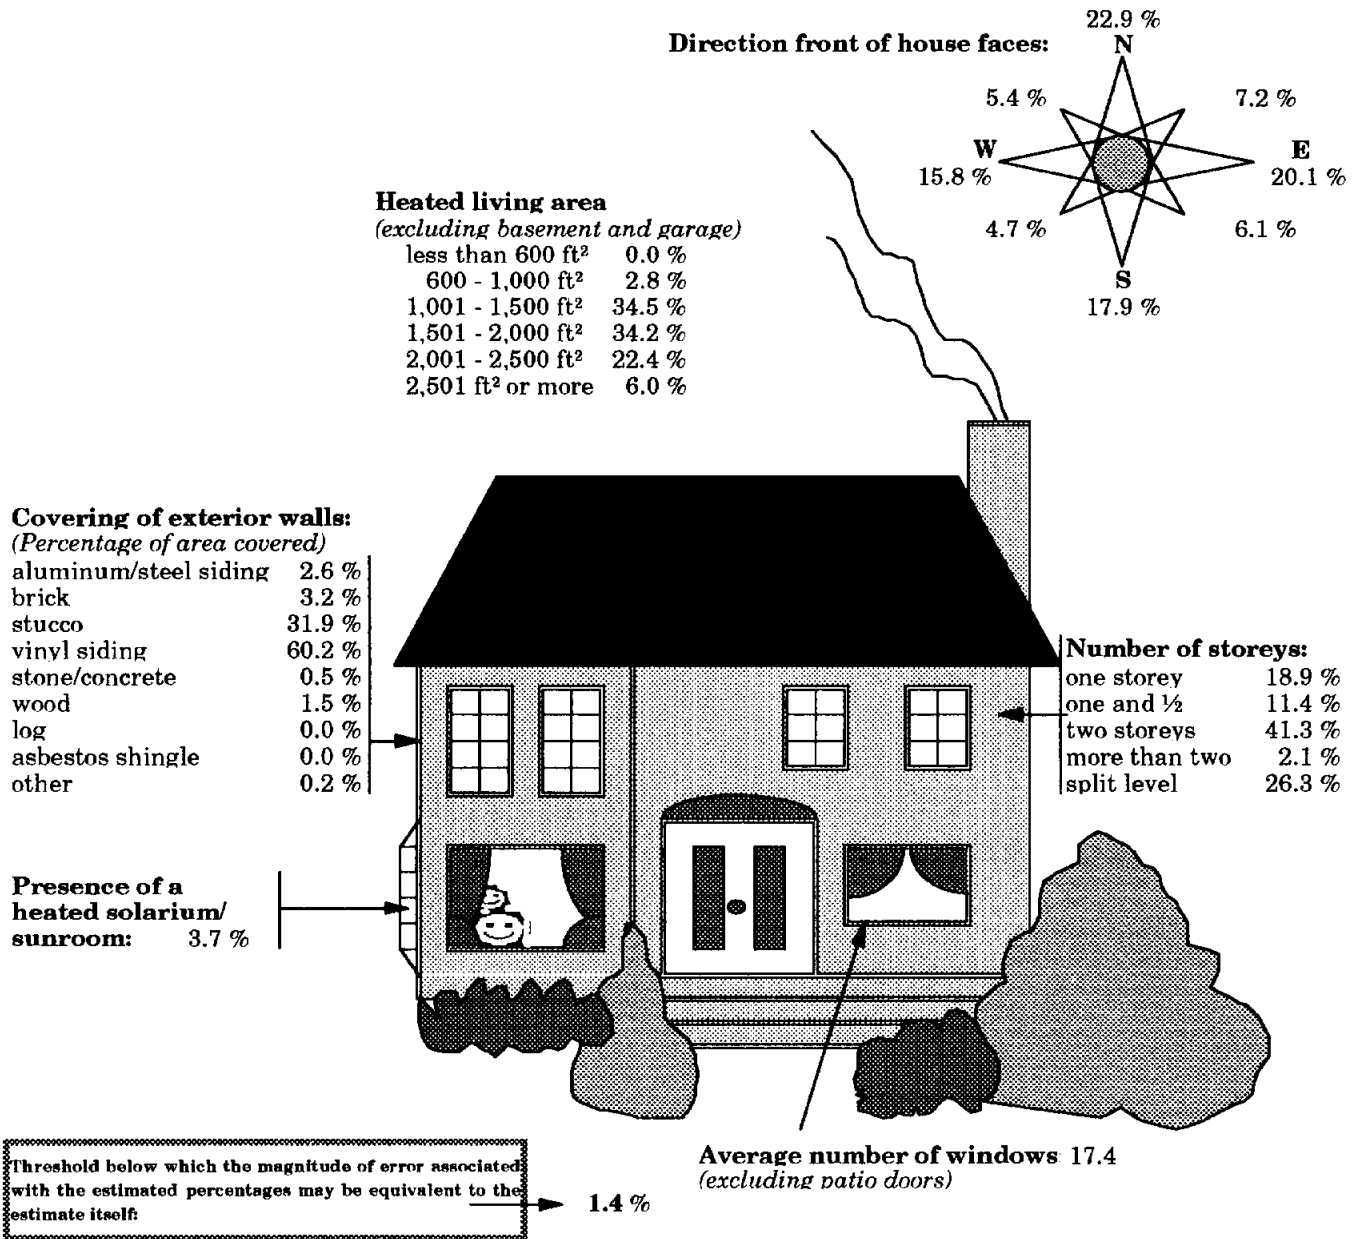 22.9 %
Direction front of house faces:
N
5.4 %
7.2 %
W
E
15.8 %
20.1 %
4.7 %
6.1 %
S
17.9 %
Heated living area
(excluding basement and garage)
less than 600 ft² 0.0 %
600 - 1,000 ft² 2.8 %
1,001 - 1,500 ft² 34.5 %
1,501 - 2,000 ft² 34.2 %
2,001 - 2,500 ft² 22.4 %
2,501 ft² or more 6.0 %
Covering of exterior walls:
(Percentage of area covered)
aluminum/steel siding 2.6 %
brick 3.2 %
stucco 31.9 %
vinyl siding 60.2 %
stone/concrete 0.5 %
wood 1.5 %
log 0.0 %
asbestos shingle 0.0 %
other 0.2 %
Number of storeys:
one storey 18.9 %
one and ½ 11.4 %
two storeys 41.3 %
more than two 2.1 %
split level 26.3 %
Presence of a
heated solarium/
sunroom: 3.7 %
Average number of windows 17.4
(excluding patio doors)
Threshold below which the magnitude of error associated
with the estimated percentages may be equivalent to the
estimate itself:
1.4 %